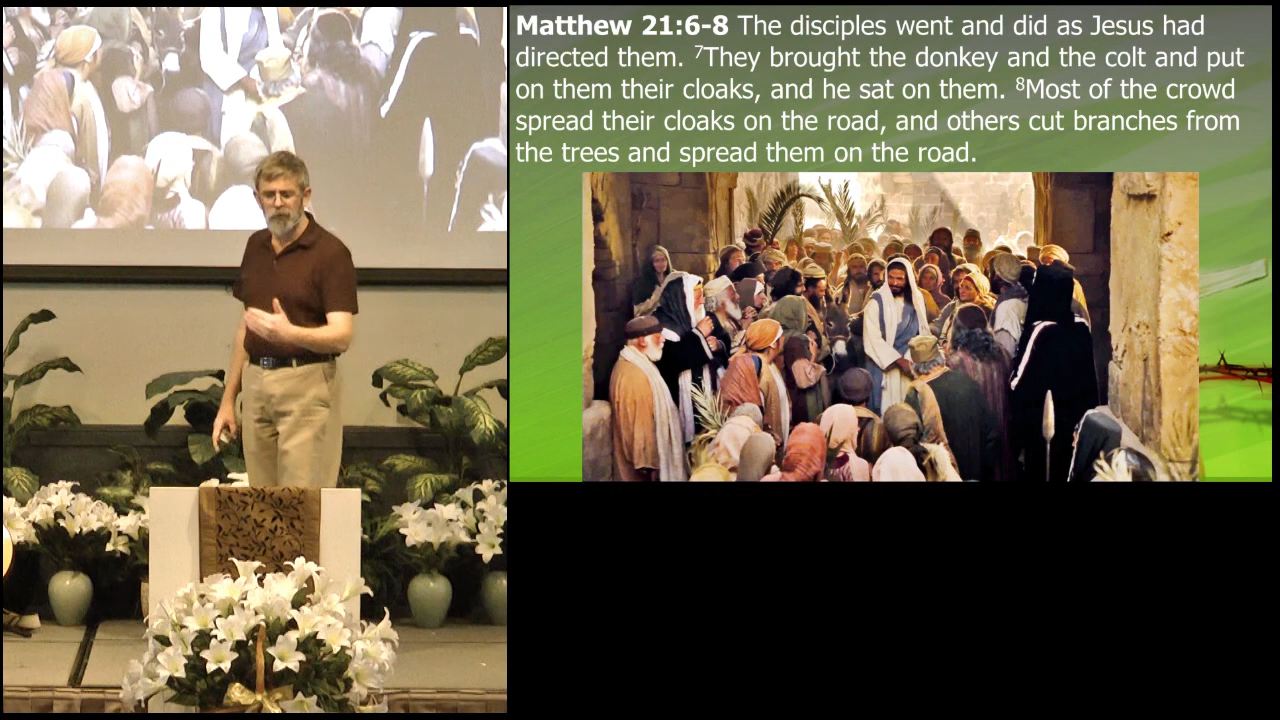 Matthew 21:6-8 The disciples went and did as Jesus had
directed them. ⁷They brought the donkey and the colt and put
on them their cloaks, and he sat on them. ⁸Most of the crowd
spread their cloaks on the road, and others cut branches from
the trees and spread them on the road.